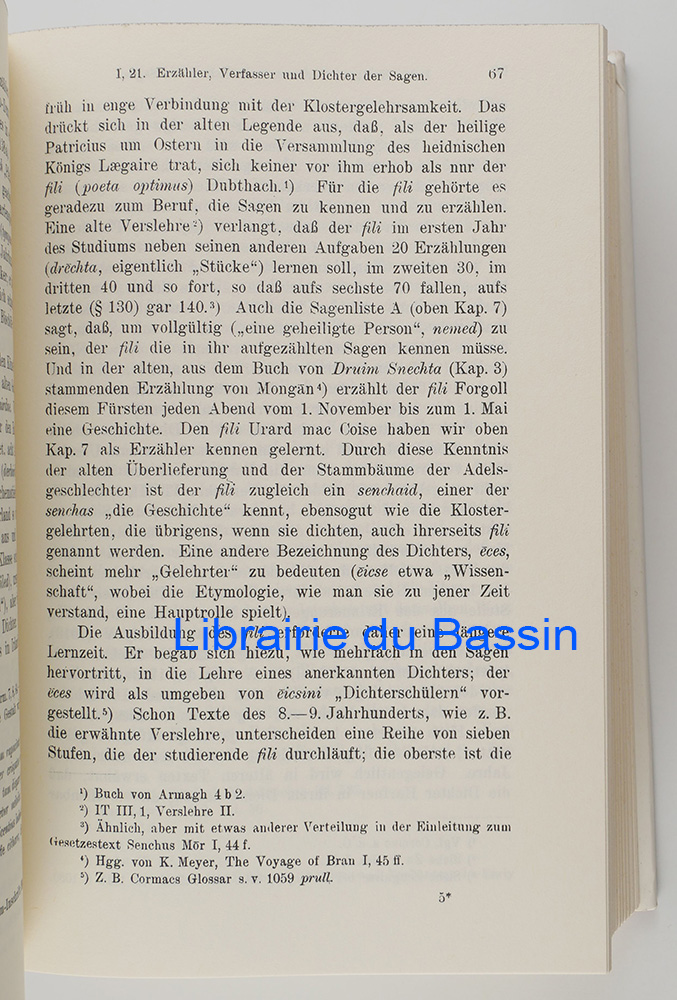 I, 21. Erzähler, Verfasser und Dichter der Sagen. 67
früh in enge Verbindung mit der Klostergelehrsamkeit. Das
drückt sich in der alten Legende aus, daß, als der heilige
Patricius um Ostern in die Versammlung des heidnischen
Königs Lægaire trat, sich keiner vor ihm erhob als nur der
fili (poeta optimus) Dubthach.¹) Für die fili gehörte es
geradezu zum Beruf, die Sagen zu kennen und zu erzählen.
Eine alte Verslehre²) verlangt, daß der fili im ersten Jahr
des Studiums neben seinen anderen Aufgaben 20 Erzählungen
(drēchta, eigentlich „Stücke“) lernen soll, im zweiten 30, im
dritten 40 und so fort, so daß aufs sechste 70 fallen, aufs
letzte (§ 130) gar 140.³) Auch die Sagenliste A (oben Kap. 7)
sagt, daß, um vollgültig („eine geheiligte Person“, nemed) zu
sein, der fili die in ihr aufgezählten Sagen kennen müsse.
Und in der alten, aus dem Buch von Druim Snechta (Kap. 3)
stammenden Erzählung von Mongān⁴) erzählt der fili Forgoll
diesem Fürsten jeden Abend vom 1. November bis zum 1. Mai
eine Geschichte. Den fili Urard mac Coise haben wir oben
Kap. 7 als Erzähler kennen gelernt. Durch diese Kenntnis
der alten Überlieferung und der Stammbäume der Adels-
geschlechter ist der fili zugleich ein senchaid, einer der
senchas „die Geschichte“ kennt, ebensogut wie die Kloster-
gelehrten, die übrigens, wenn sie dichten, auch ihrerseits fili
genannt werden. Eine andere Bezeichnung des Dichters, ēces,
scheint mehr „Gelehrter“ zu bedeuten (ēicse etwa „Wissen-
schaft“, wobei die Etymologie, wie man sie zu jener Zeit
verstand, eine Hauptrolle spielt).
Die Ausbildung des fili erforderte daher eine längere
Librairie du Bassin
Lernzeit. Er begab sich hiezu, wie mehrfach in den Sagen
hervortritt, in die Lehre eines anerkannten Dichters; der
ēces wird als umgeben von ēicsini „Dichterschülern“ vor-
gestellt.⁵) Schon Texte des 8.—9. Jahrhunderts, wie z. B.
die erwähnte Verslehre, unterscheiden eine Reihe von sieben
Stufen, die der studierende fili durchläuft; die oberste ist die
¹) Buch von Armagh 4 b 2.
²) IT III, 1, Verslehre II.
³) Ähnlich, aber mit etwas anderer Verteilung in der Einleitung zum
Gesetzestext Senchus Mōr I, 44 f.
⁴) Hgg. von K. Meyer, The Voyage of Bran I, 45 ff.
⁵) Z. B. Cormacs Glossar s. v. 1059 prull.
5*